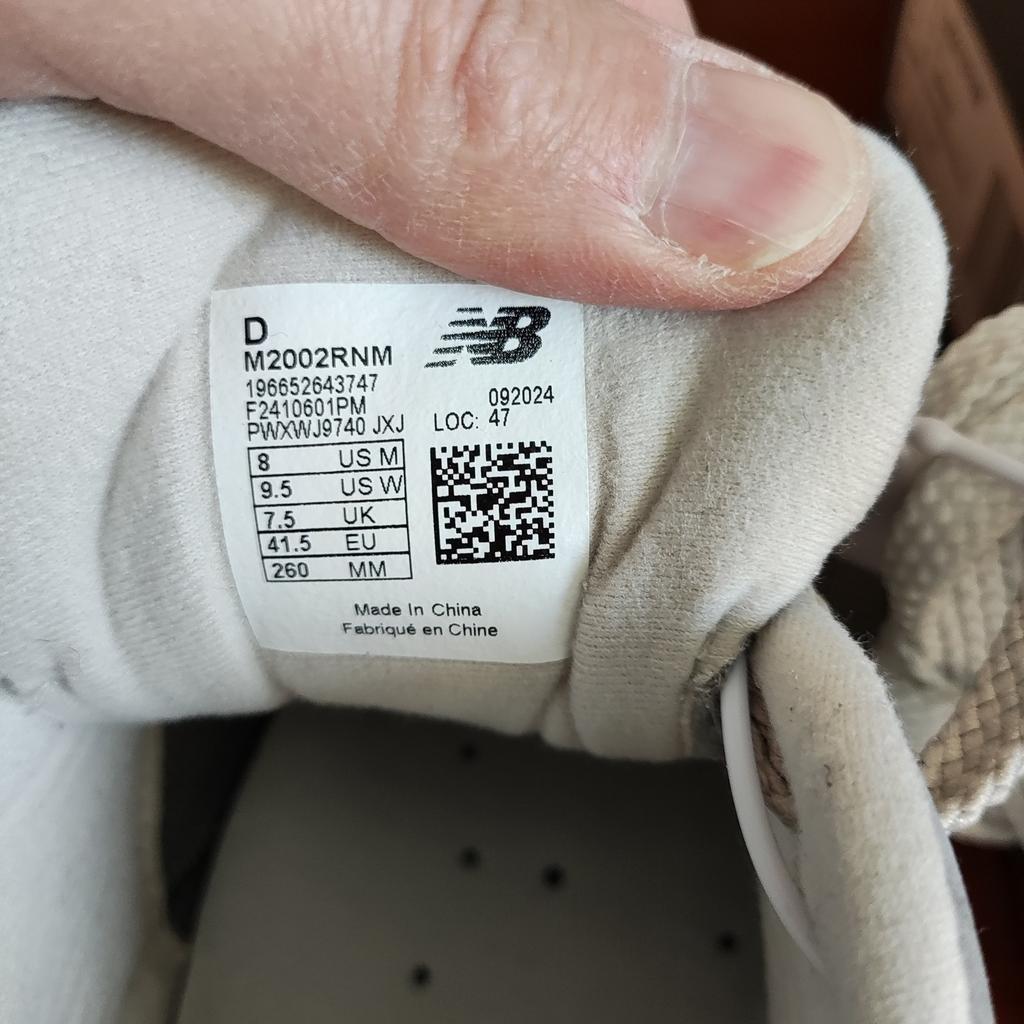 D
M2002RNM
196652643747
F2410601PM
PWXWJ9740 JXJ
NB
092024
LOC: 47
8 US M
9.5 US W
7.5 UK
41.5 EU
260 MM
Made In China
Fabriqué en Chine